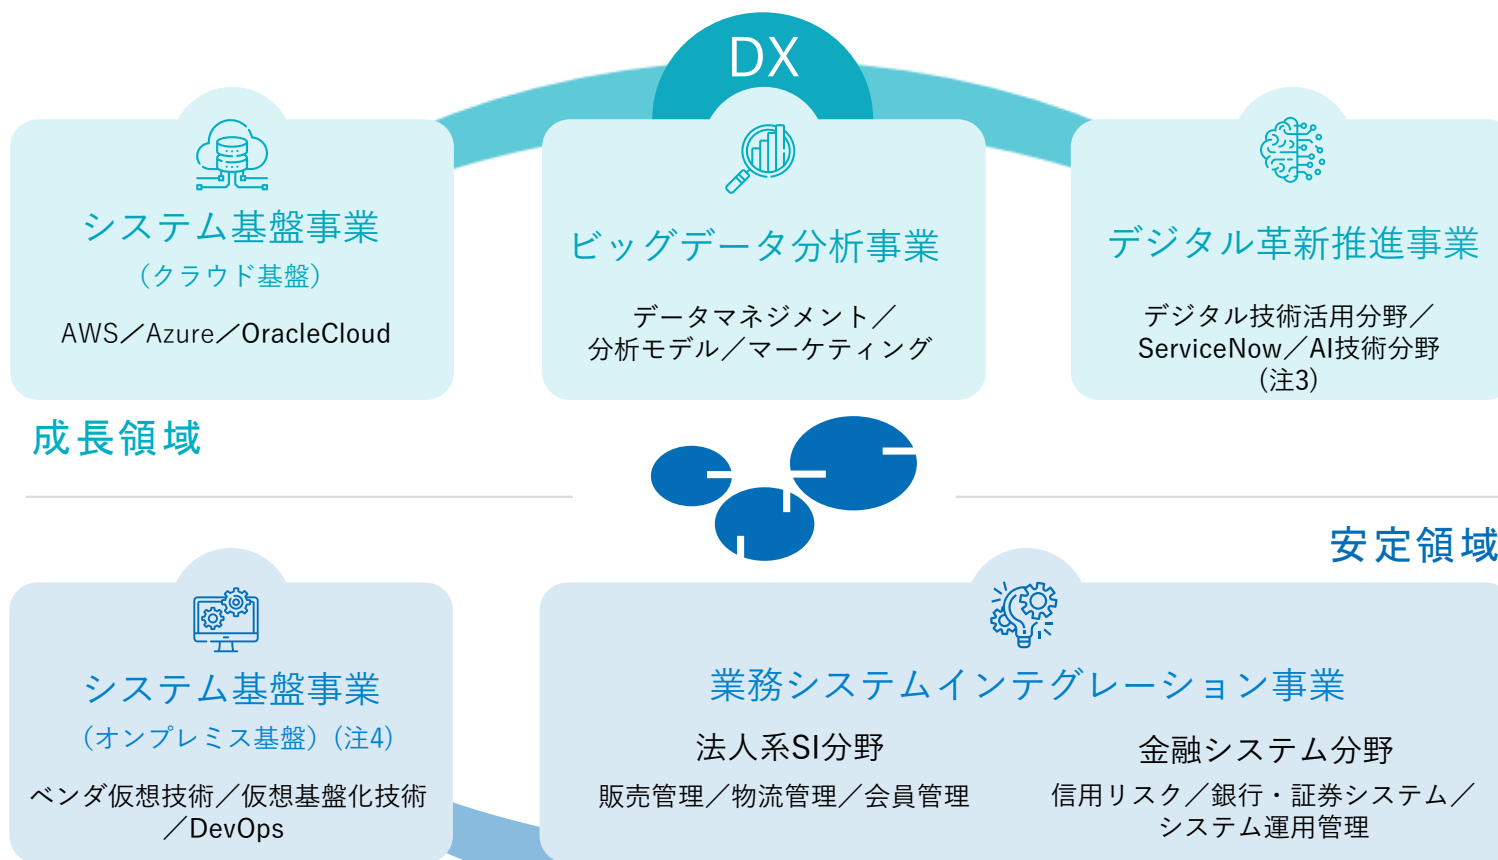 DX
システム基盤事業
（クラウド基盤）
AWS／Azure／OracleCloud
ビッグデータ分析事業
データマネジメント／
分析モデル／マーケティング
デジタル革新推進事業
デジタル技術活用分野／
ServiceNow／AI技術分野
(注3)
成長領域
安定領域
システム基盤事業
（オンプレミス基盤）(注4)
ベンダ仮想技術／仮想基盤化技術
／DevOps
業務システムインテグレーション事業
法人系SI分野
販売管理／物流管理／会員管理
金融システム分野
信用リスク／銀行・証券システム／
システム運用管理